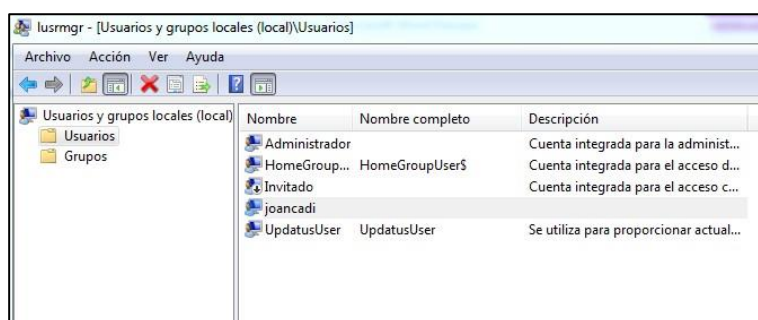 lusrmgr - [Usuarios y grupos locales (local)\Usuarios]
Archivo Acción Ver Ayuda
Usuarios y grupos locales (local)
Usuarios
Grupos
Nombre Nombre completo Descripción
Administrador Cuenta integrada para la administ...
HomeGroup... HomeGroupUser$ Cuenta integrada para el acceso d...
Invitado Cuenta integrada para el acceso c...
joancadi
UpdatusUser UpdatusUser Se utiliza para proporcionar actual...